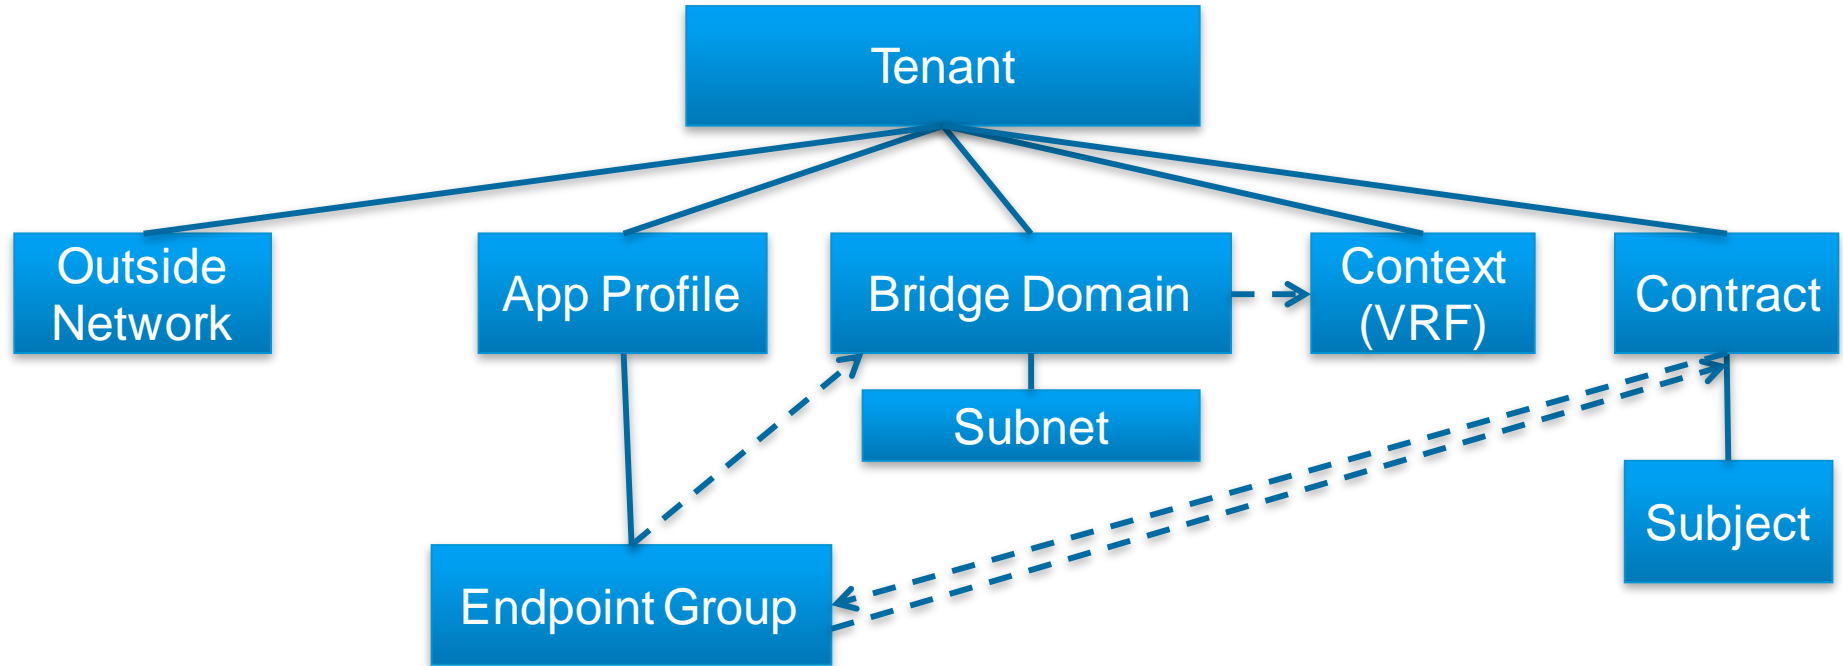 Tenant
Outside
Network
App Profile
Bridge Domain
Context
(VRF)
Contract
Subnet
Subject
Endpoint Group